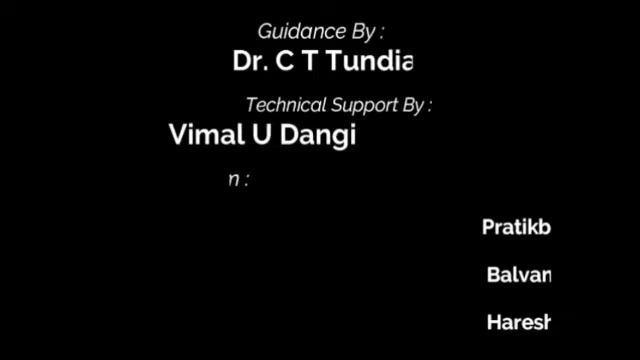 Guidance By :
Dr. C T Tundia
Technical Support By :
Vimal U Dangi
n :
Pratikb
Balvan
Haresh